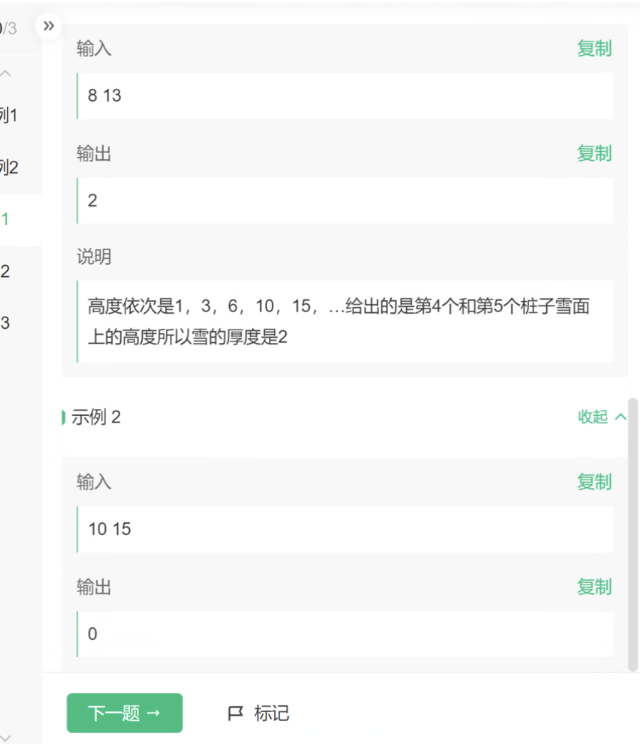 0/3
输入
复制
8 13
例1
输出
复制
例2
2
1
说明
2
高度依次是1，3，6，10，15，...给出的是第4个和第5个桩子雪面
3
上的高度所以雪的厚度是2
示例 2
收起
输入
复制
10 15
输出
复制
0
下一题 →
标记